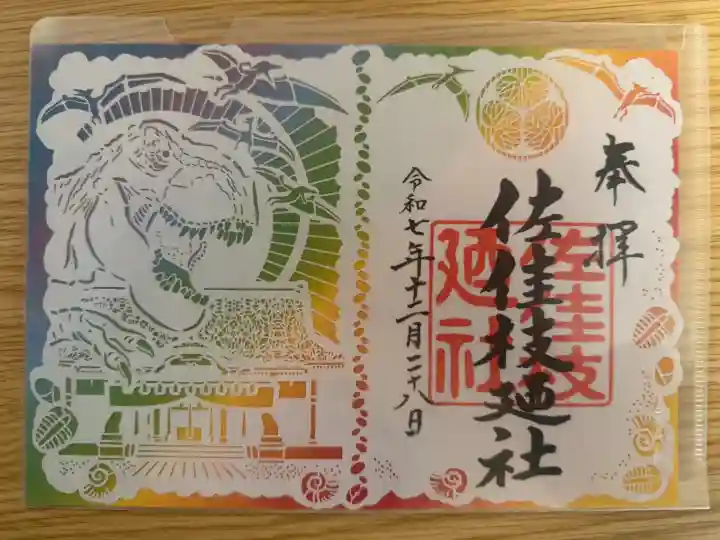 奉拝
佐佳枝廼社
佐佳枝
廼社
令和七年十二月二十八日